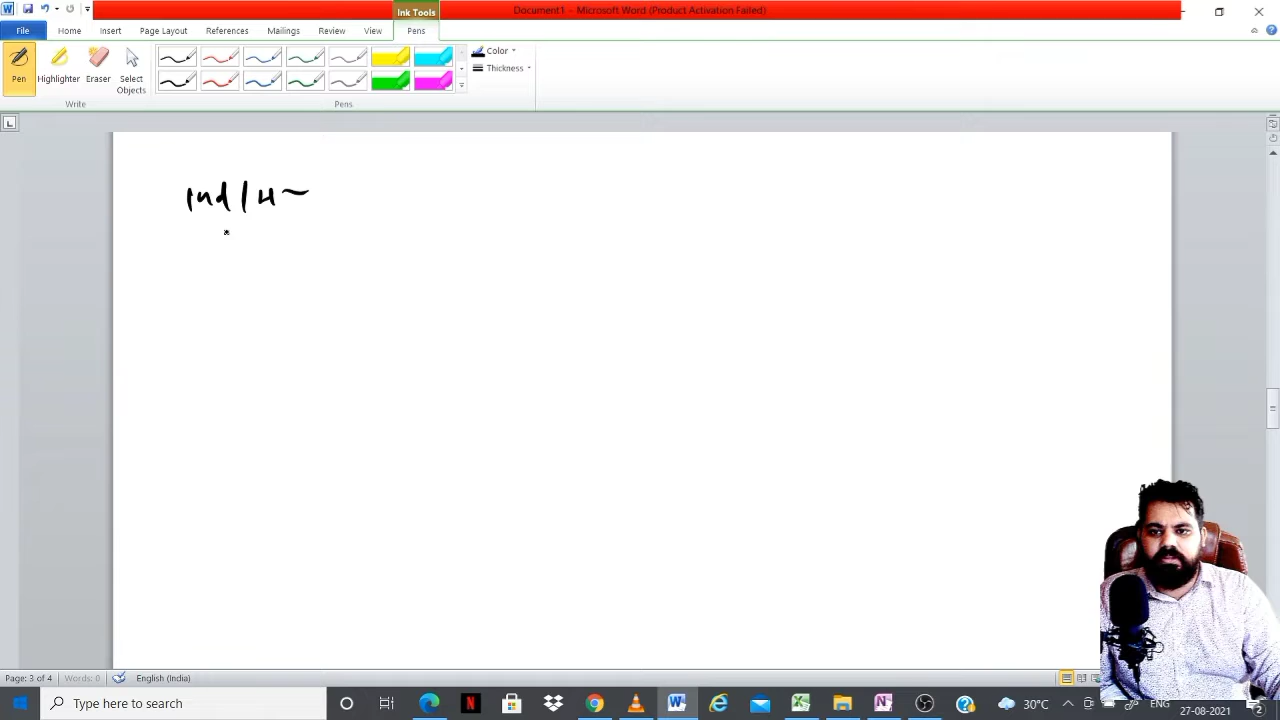 Ink Tools
Document1 – Microsoft Word (Product Activation Failed)
File Home Insert Page Layout References Mailings Review View Pens
Pen Highlighter Eraser Select Objects
Color
Thickness
Write Pens
Ind/H~
Page: 3 of 4 Words: 0 English (India)
Type here to search
30°C ENG 27-08-2021